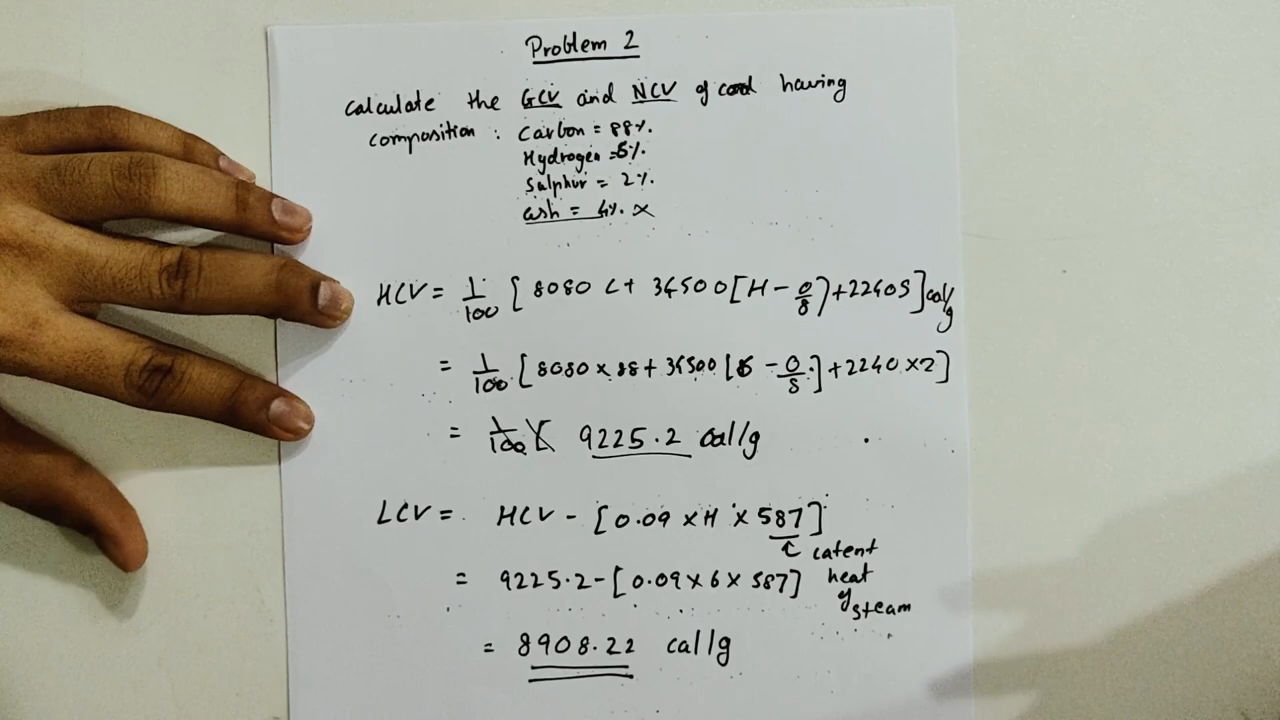 Problem 2
Calculate the GCV and NCV of coal having
composition : Carbon = 88%.
Hydrogen = 6%.
Sulphur = 2%.
ash = 4%. ×
HCV = 1/100 [8080 C + 34500 [H - O/8] + 2240 S] cal/g
= 1/100 [8080 × 88 + 34500 [6 - 0/8] + 2240 × 2]
= 1/100 [ 9225.2 cal/g
LCV = HCV - [0.09 × H × 587]
Latent
= 9225.2 - [0.09 × 6 × 587] heat
of steam
= 8908.22 cal/g